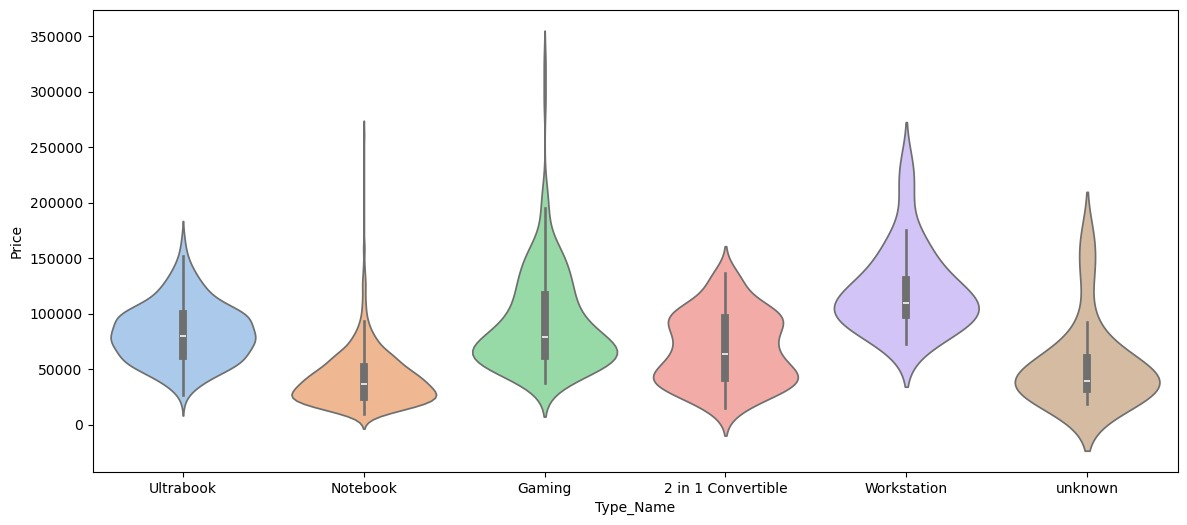 350000
300000
250000
200000
150000
100000
50000
0
Price
Ultrabook
Notebook
Gaming
2 in 1 Convertible
Workstation
unknown
Type_Name